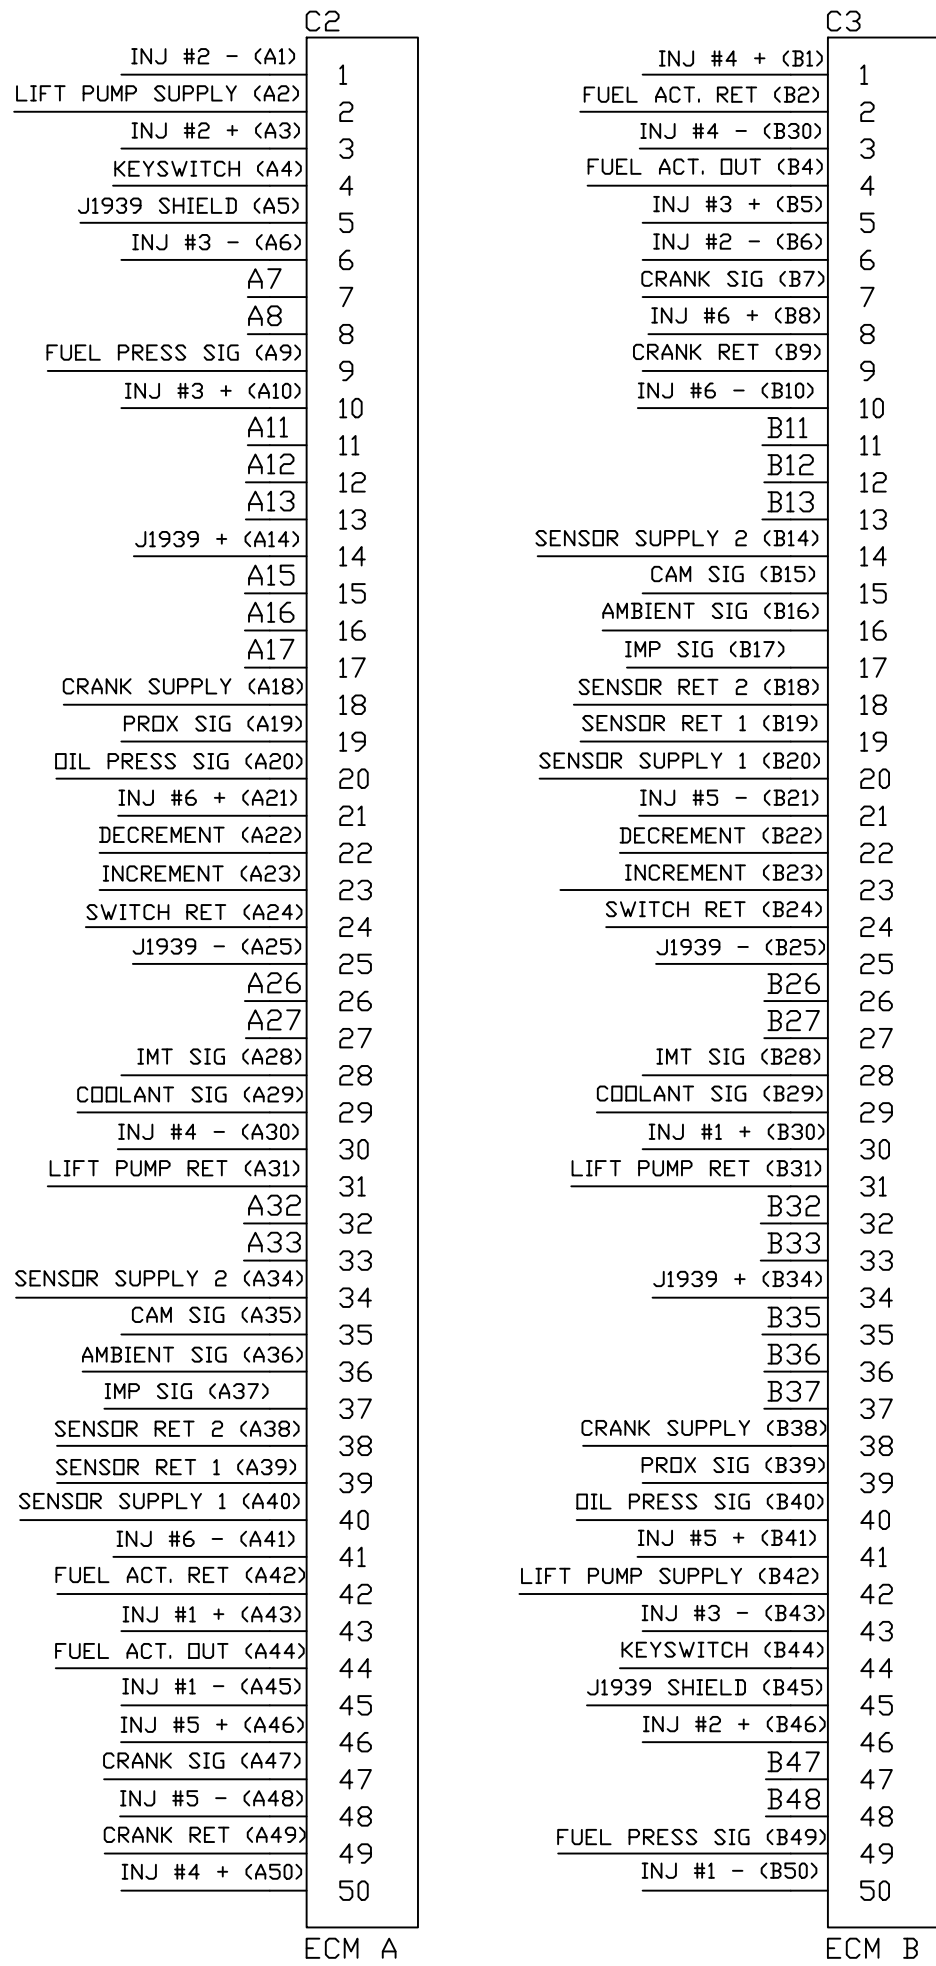 C2
INJ #2 - (A1)
1
LIFT PUMP SUPPLY (A2)
2
INJ #2 + (A3)
3
KEYSWITCH (A4)
4
J1939 SHIELD (A5)
5
INJ #3 - (A6)
6
A7
7
A8
8
FUEL PRESS SIG (A9)
9
INJ #3 + (A10)
10
A11
11
A12
12
A13
13
J1939 + (A14)
14
A15
15
A16
16
A17
17
CRANK SUPPLY (A18)
18
PROX SIG (A19)
19
OIL PRESS SIG (A20)
20
INJ #6 + (A21)
21
DECREMENT (A22)
22
INCREMENT (A23)
23
SWITCH RET (A24)
24
J1939 - (A25)
25
A26
26
A27
27
IMT SIG (A28)
28
COOLANT SIG (A29)
29
INJ #4 - (A30)
30
LIFT PUMP RET (A31)
31
A32
32
A33
33
SENSOR SUPPLY 2 (A34)
34
CAM SIG (A35)
35
AMBIENT SIG (A36)
36
IMP SIG (A37)
37
SENSOR RET 2 (A38)
38
SENSOR RET 1 (A39)
39
SENSOR SUPPLY 1 (A40)
40
INJ #6 - (A41)
41
FUEL ACT. RET (A42)
42
INJ #1 + (A43)
43
FUEL ACT. OUT (A44)
44
INJ #1 - (A45)
45
INJ #5 + (A46)
46
CRANK SIG (A47)
47
INJ #5 - (A48)
48
CRANK RET (A49)
49
INJ #4 + (A50)
50
ECM A
C3
INJ #4 + (B1)
1
FUEL ACT. RET (B2)
2
INJ #4 - (B30)
3
FUEL ACT. OUT (B4)
4
INJ #3 + (B5)
5
INJ #2 - (B6)
6
CRANK SIG (B7)
7
INJ #6 + (B8)
8
CRANK RET (B9)
9
INJ #6 - (B10)
10
B11
11
B12
12
B13
13
SENSOR SUPPLY 2 (B14)
14
CAM SIG (B15)
15
AMBIENT SIG (B16)
16
IMP SIG (B17)
17
SENSOR RET 2 (B18)
18
SENSOR RET 1 (B19)
19
SENSOR SUPPLY 1 (B20)
20
INJ #5 - (B21)
21
DECREMENT (B22)
22
INCREMENT (B23)
23
SWITCH RET (B24)
24
J1939 - (B25)
25
B26
26
B27
27
IMT SIG (B28)
28
COOLANT SIG (B29)
29
INJ #1 + (B30)
30
LIFT PUMP RET (B31)
31
B32
32
B33
33
J1939 + (B34)
34
B35
35
B36
36
B37
37
CRANK SUPPLY (B38)
38
PROX SIG (B39)
39
OIL PRESS SIG (B40)
40
INJ #5 + (B41)
41
LIFT PUMP SUPPLY (B42)
42
INJ #3 - (B43)
43
KEYSWITCH (B44)
44
J1939 SHIELD (B45)
45
INJ #2 + (B46)
46
B47
47
B48
48
FUEL PRESS SIG (B49)
49
INJ #1 - (B50)
50
ECM B